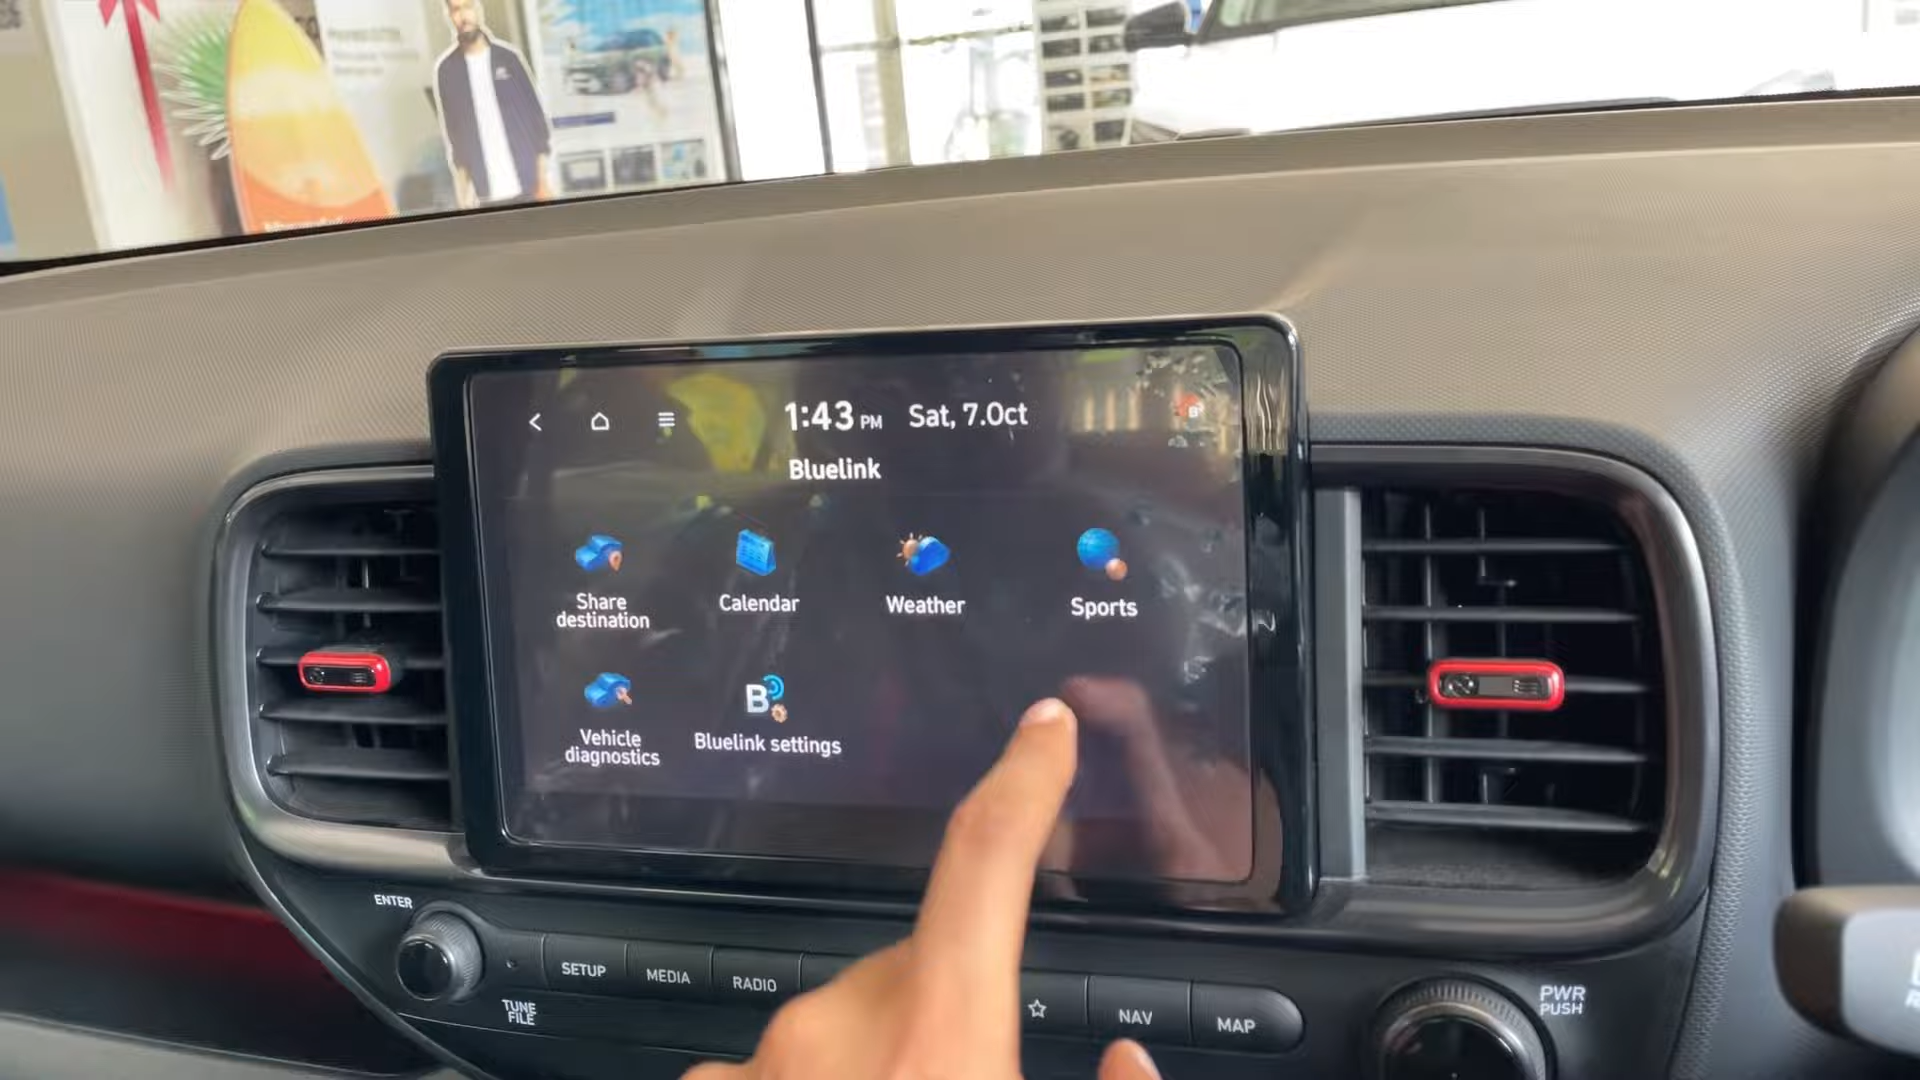 1:43 PM Sat, 7.Oct
Bluelink
Share
destination
Calendar
Weather
Sports
Vehicle
diagnostics
B
Bluelink settings
ENTER
TUNE
FILE
SETUP
MEDIA
RADIO
NAV
MAP
PWR
PUSH